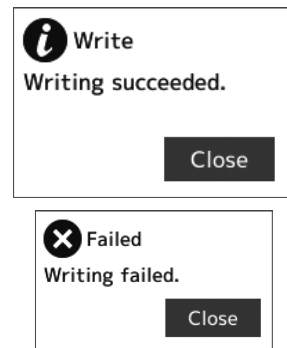 Write
Writing succeeded.
Close
Failed
Writing failed.
Close